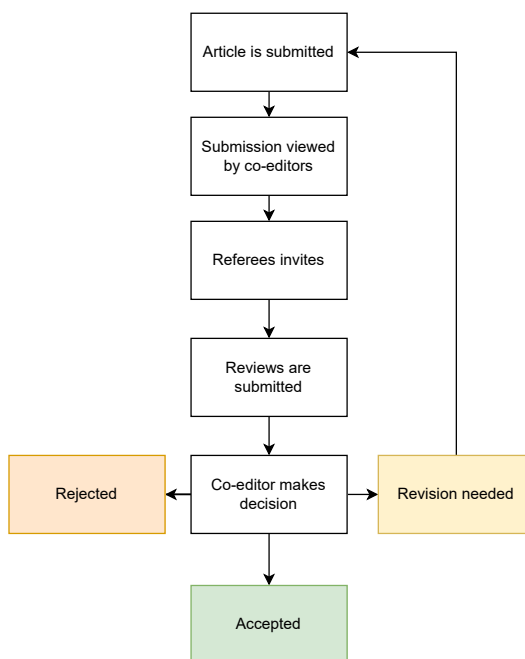 Article is submitted
Submission viewed
by co-editors
Referees invites
Reviews are
submitted
Rejected
Co-editor makes
decision
Revision needed
Accepted